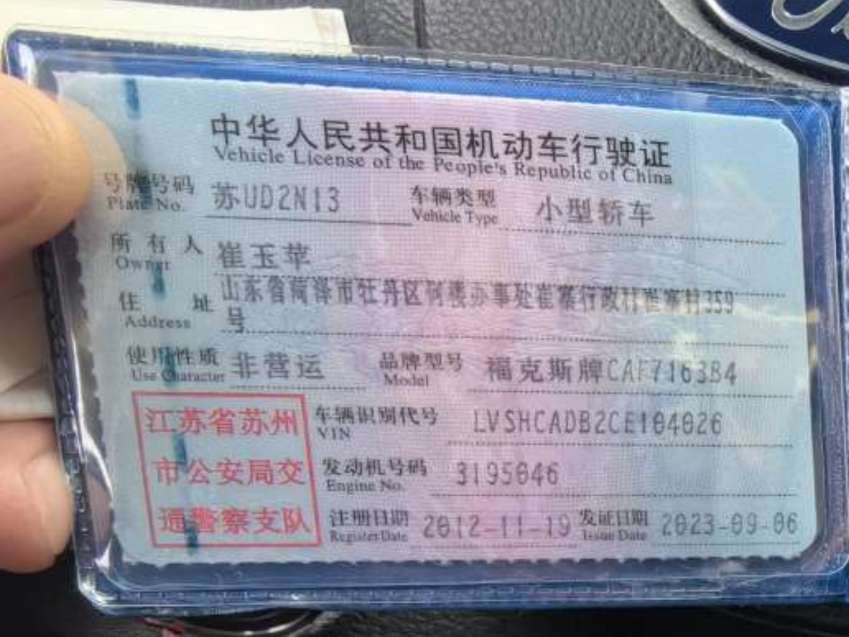 中华人民共和国机动车行驶证
Vehicle License of the People's Republic of China
号牌号码 苏UD2N13 车辆类型 小型轿车
Plate No. Vehicle Type
所有人 崔玉苹
Owner
住址 山东省菏泽市牡丹区何楼办事处崔寨行政村崔寨村359
Address 号
使用性质 非营运 品牌型号 福克斯牌CAF7163B4
Use Character Model
江苏省苏州 车辆识别代号 LVSHCADB2CE104026
VIN
市公安局交 发动机号码 3195046
Engine No.
通警察支队 注册日期 2012-11-19 发证日期 2023-09-06
Register Date Issue Date